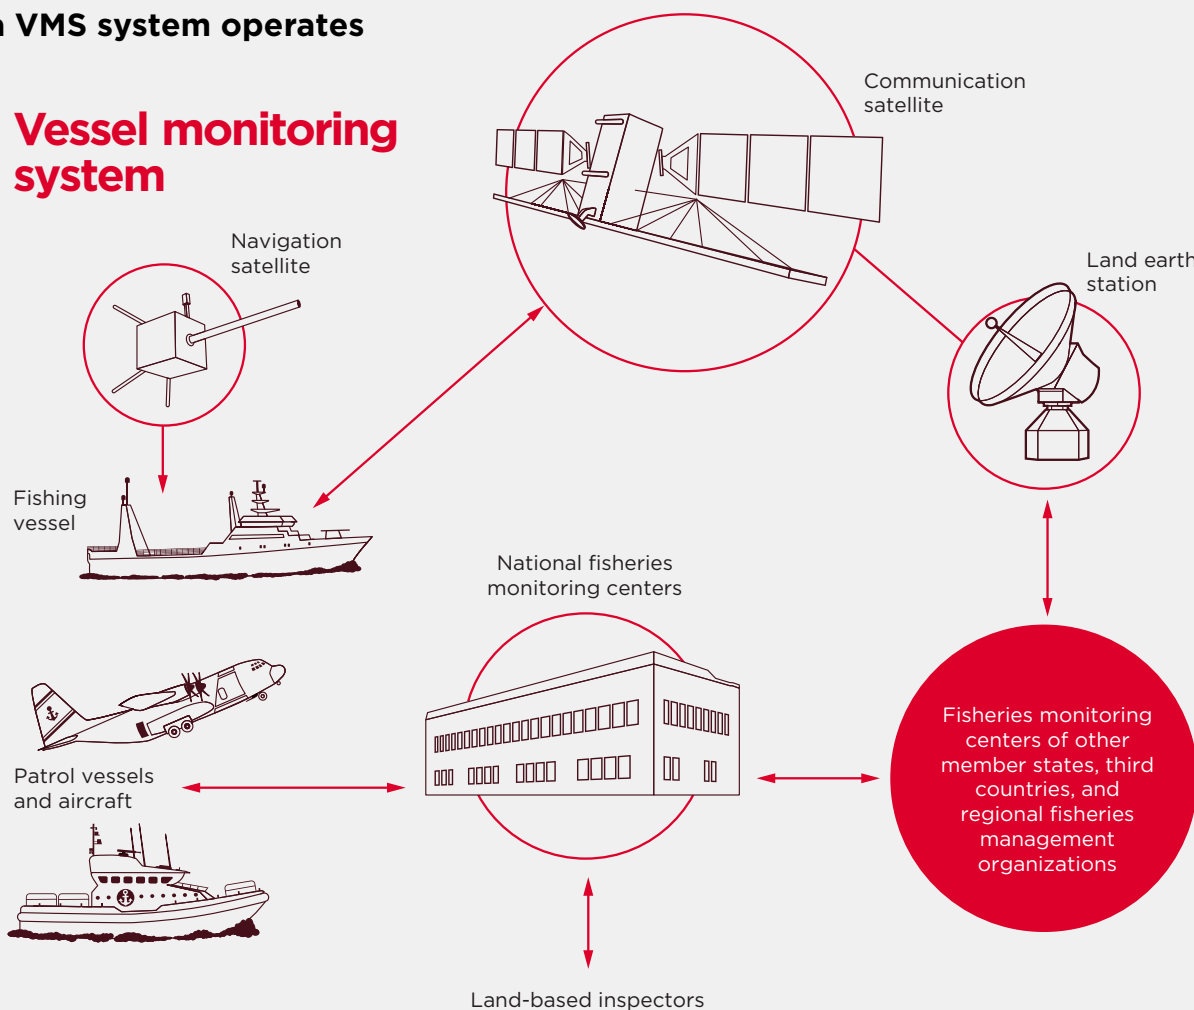 VMS system operates
Vessel monitoring
system
Communication
satellite
Navigation
satellite
Land earth
station
Fishing
vessel
National fisheries
monitoring centers
Patrol vessels
and aircraft
Fisheries monitoring
centers of other
member states, third
countries, and
regional fisheries
management
organizations
Land-based inspectors